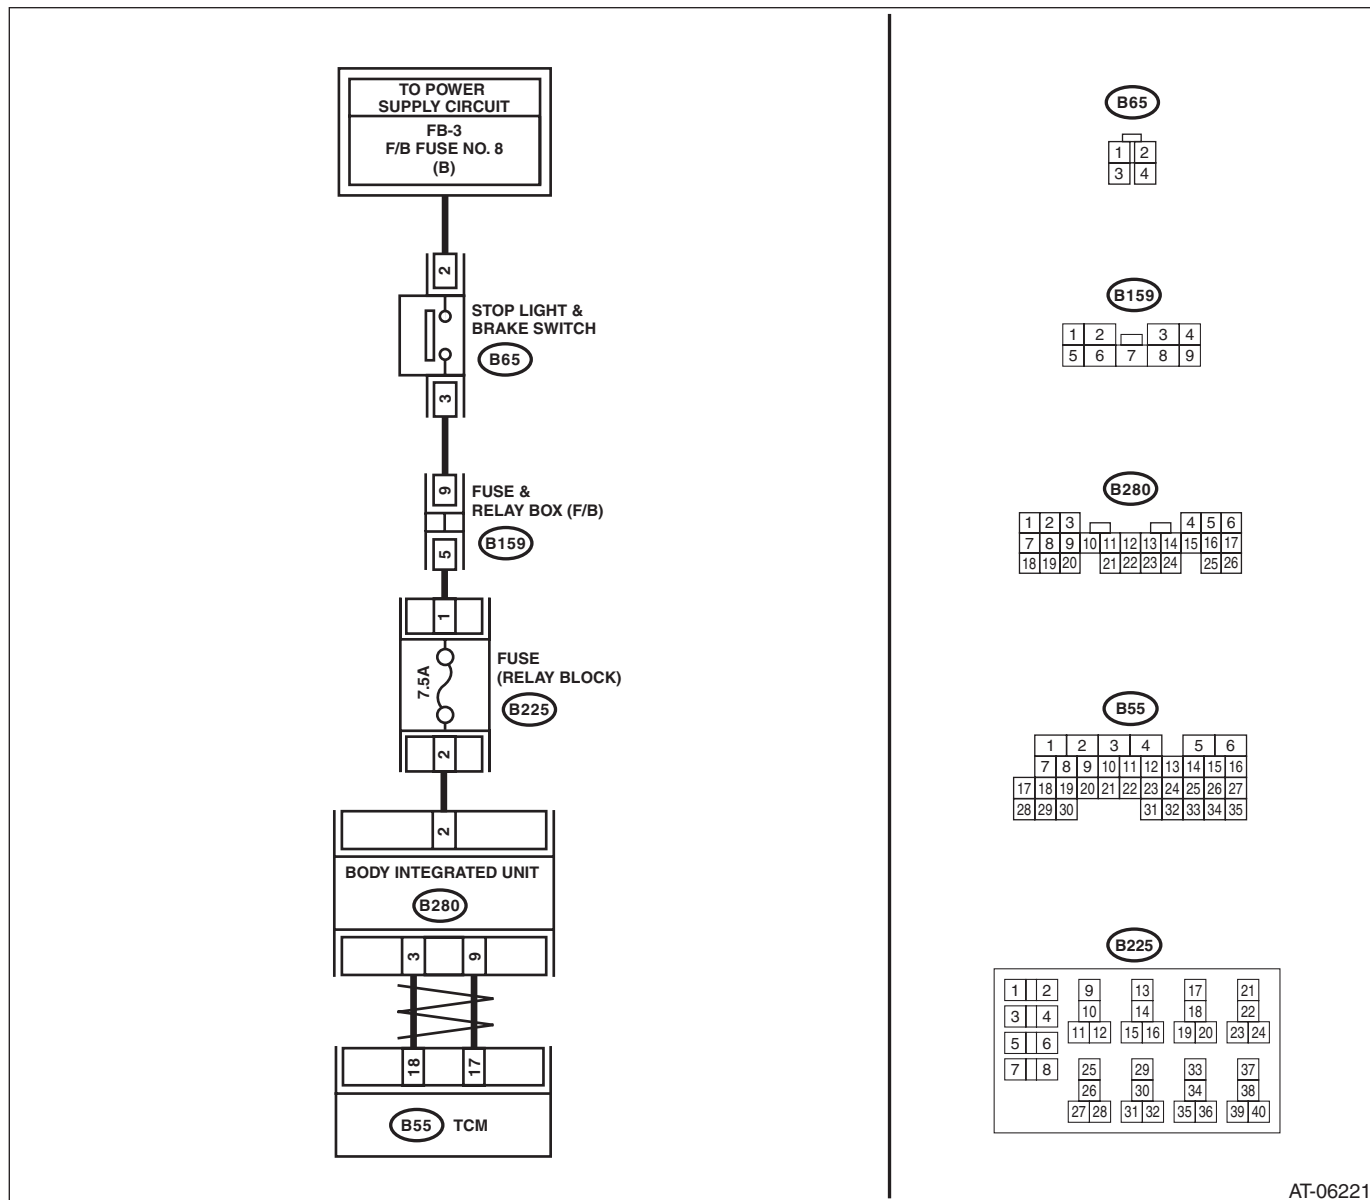 TO POWER
SUPPLY CIRCUIT
FB-3
F/B FUSE NO. 8
(B)
2
STOP LIGHT &
BRAKE SWITCH
B65
3
9
FUSE &
RELAY BOX (F/B)
B159
5
1
7.5A
FUSE
(RELAY BLOCK)
B225
2
2
BODY INTEGRATED UNIT
B280
3 9
18 17
B55 TCM
B65
1 2
3 4
B159
1 2 3 4
5 6 7 8 9
B280
1 2 3 4 5 6
7 8 9 10 11 12 13 14 15 16 17
18 19 20 21 22 23 24 25 26
B55
1 2 3 4 5 6
7 8 9 10 11 12 13 14 15 16
17 18 19 20 21 22 23 24 25 26 27
28 29 30 31 32 33 34 35
B225
1 2 9 13 17 21
3 4 10 14 18 22
5 6 11 12 15 16 19 20 23 24
7 8 25 29 33 37
26 30 34 38
27 28 31 32 35 36 39 40
AT-06221